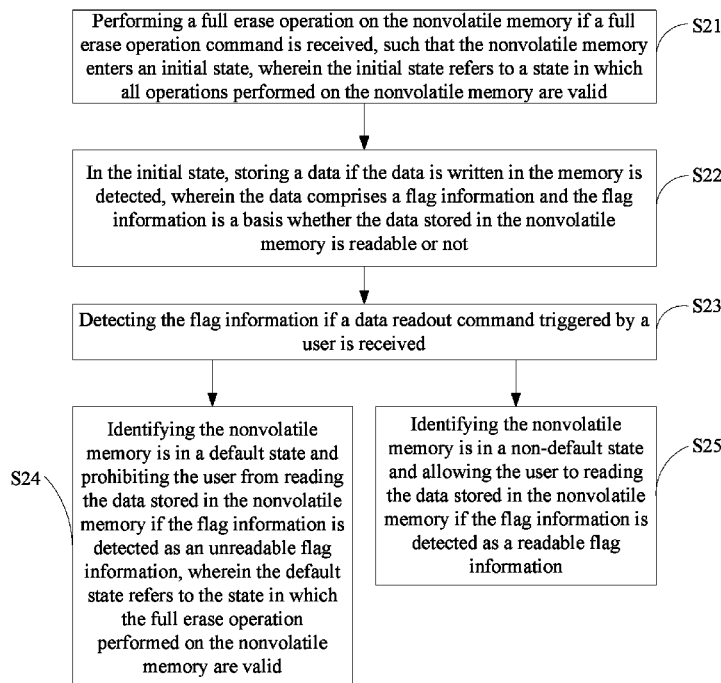 Performing a full erase operation on the nonvolatile memory if a full
erase operation command is received, such that the nonvolatile memory
enters an initial state, wherein the initial state refers to a state in which
all operations performed on the nonvolatile memory are valid
S21
In the initial state, storing a data if the data is written in the memory is
detected, wherein the data comprises a flag information and the flag
information is a basis whether the data stored in the nonvolatile
memory is readable or not
S22
Detecting the flag information if a data readout command triggered by a
user is received
S23
Identifying the nonvolatile
memory is in a default state and
prohibiting the user from reading
the data stored in the nonvolatile
memory if the flag information is
detected as an unreadable flag
information, wherein the default
state refers to the state in which
the full erase operation
performed on the nonvolatile
memory are valid
S24
Identifying the nonvolatile
memory is in a non-default state
and allowing the user to reading
the data stored in the nonvolatile
memory if the flag information is
detected as a readable flag
information
S25